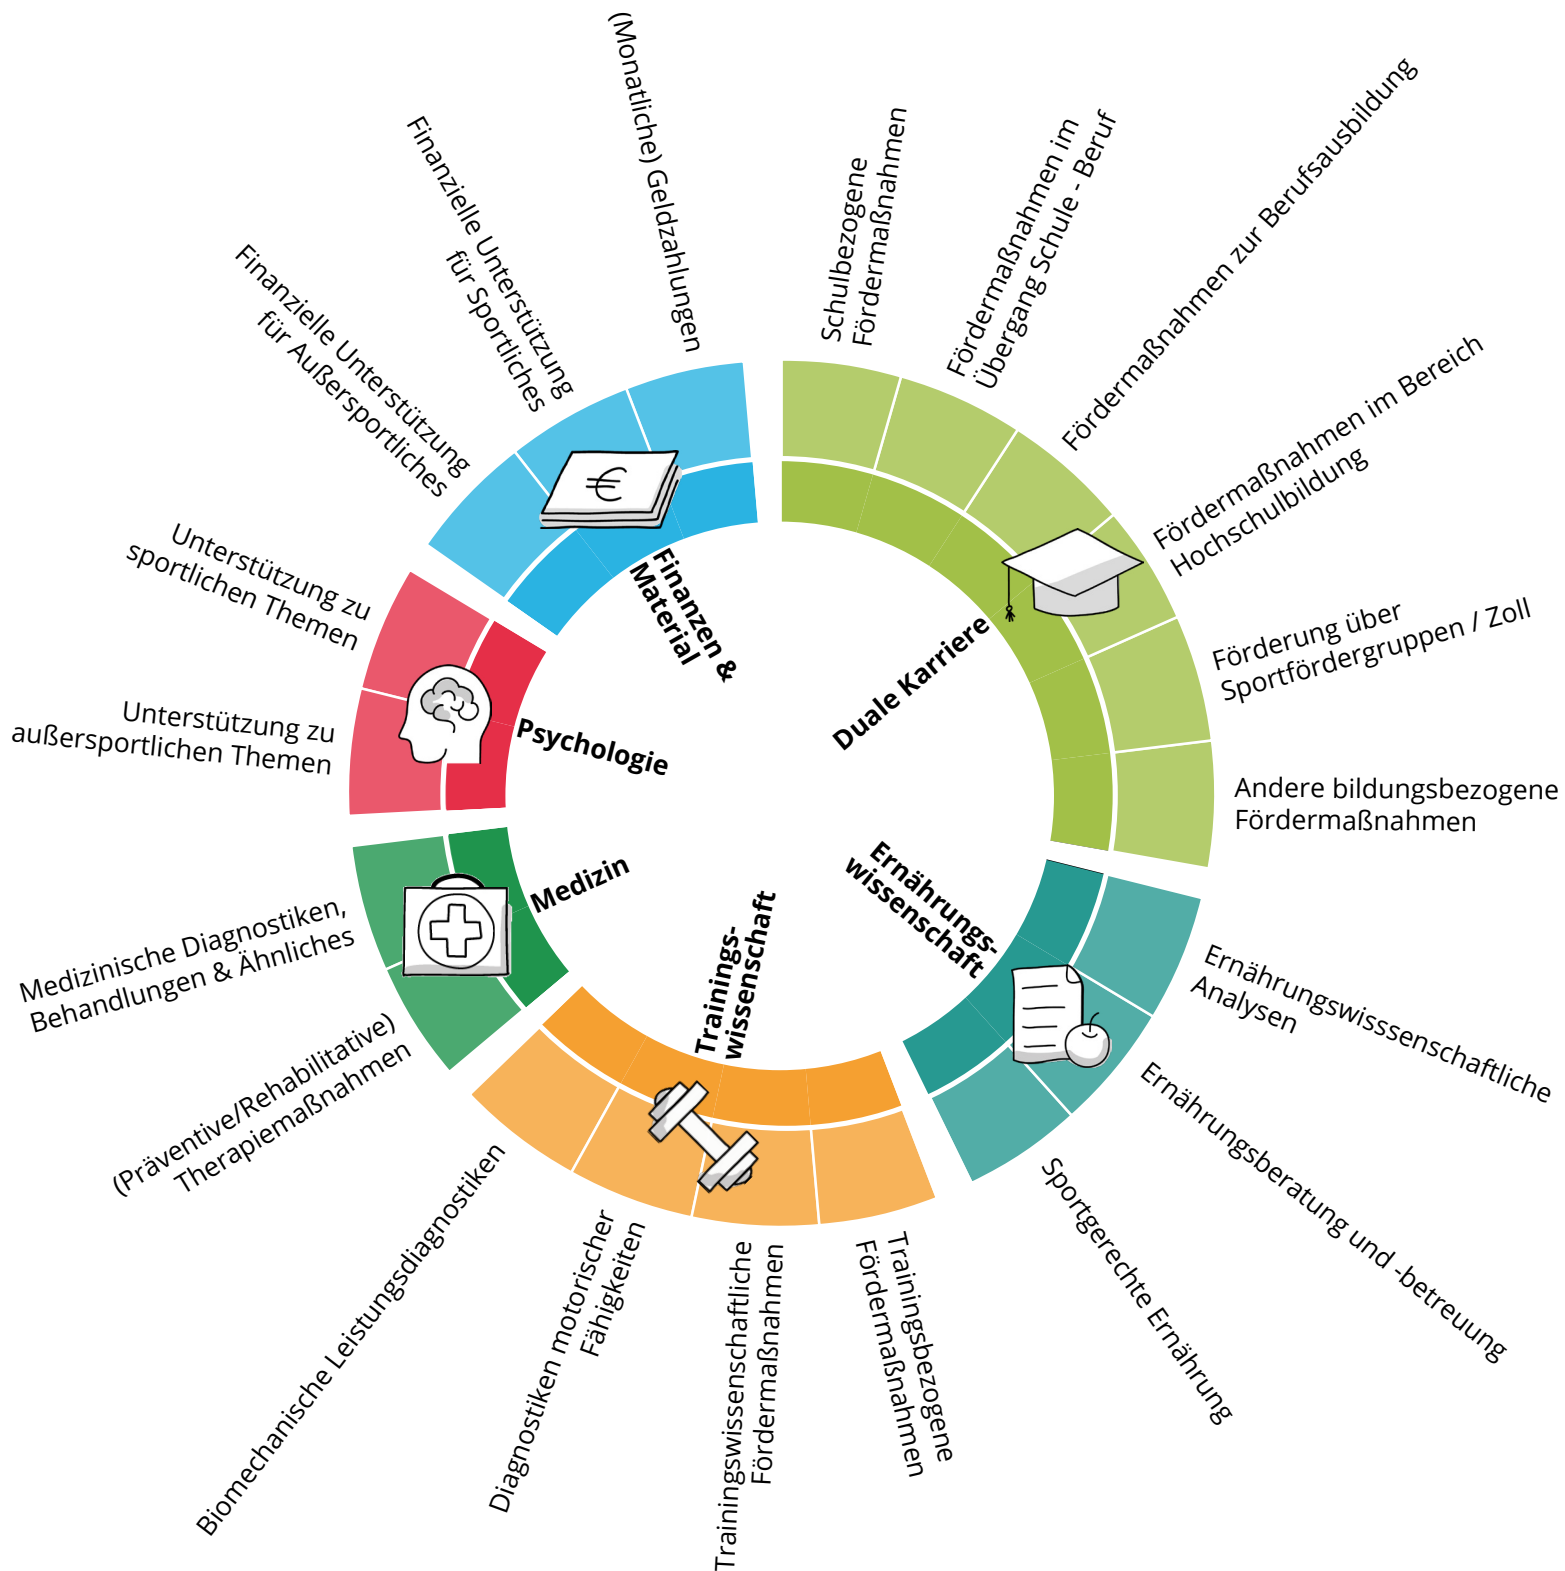 Schulbezogene
Fördermaßnahmen
Fördermaßnahmen im
Übergang Schule - Beruf
Fördermaßnahmen zur Berufsausbildung
Fördermaßnahmen im Bereich
Hochschulbildung
Förderung über
Sportfördergruppen / Zoll
Andere bildungsbezogene
Fördermaßnahmen
Duale Karriere
Ernährungswisssenschaftliche
Analysen
Ernährungsberatung und -betreuung
Sportgerechte Ernährung
Ernährungs-
wissenschaft
Trainingsbezogene
Fördermaßnahmen
Trainingswissenschaftliche
Fördermaßnahmen
Diagnostiken motorischer
Fähigkeiten
Biomechanische Leistungsdiagnostiken
Trainings-
wissenschaft
(Präventive/Rehabilitative)
Therapiemaßnahmen
Medizinische Diagnostiken,
Behandlungen & Ähnliches
Medizin
Unterstützung zu
außersportlichen Themen
Unterstützung zu
sportlichen Themen
Psychologie
Finanzielle Unterstützung
für Außersportliches
Finanzielle Unterstützung
für Sportliches
(Monatliche) Geldzahlungen
Finanzen &
Material
€